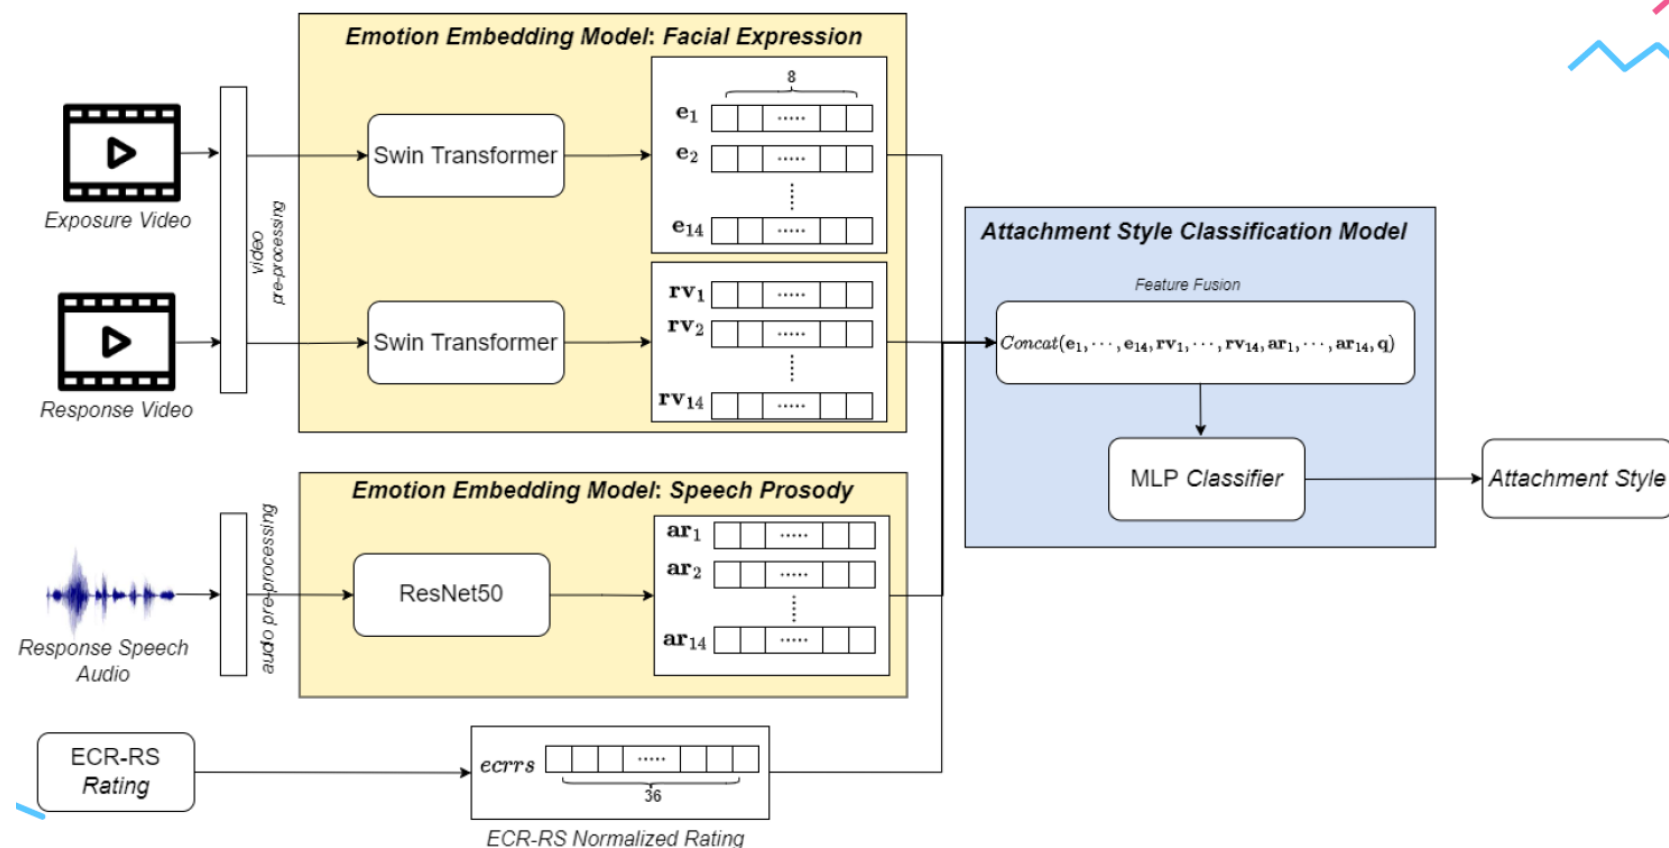 Emotion Embedding Model: Facial Expression
8
e1
e2
.....
e14
Swin Transformer
Exposure Video
video
pre-processing
rv1
rv2
.....
rv14
Swin Transformer
Response Video
Attachment Style Classification Model
Feature Fusion
Concat(e1, ⋯, e14, rv1, ⋯, rv14, ar1, ⋯, ar14, q)
MLP Classifier
Attachment Style
Emotion Embedding Model: Speech Prosody
ar1
ar2
.....
ar14
ResNet50
audio pre-processing
Response Speech
Audio
ECR-RS
Rating
ecrrs
.....
36
ECR-RS Normalized Rating